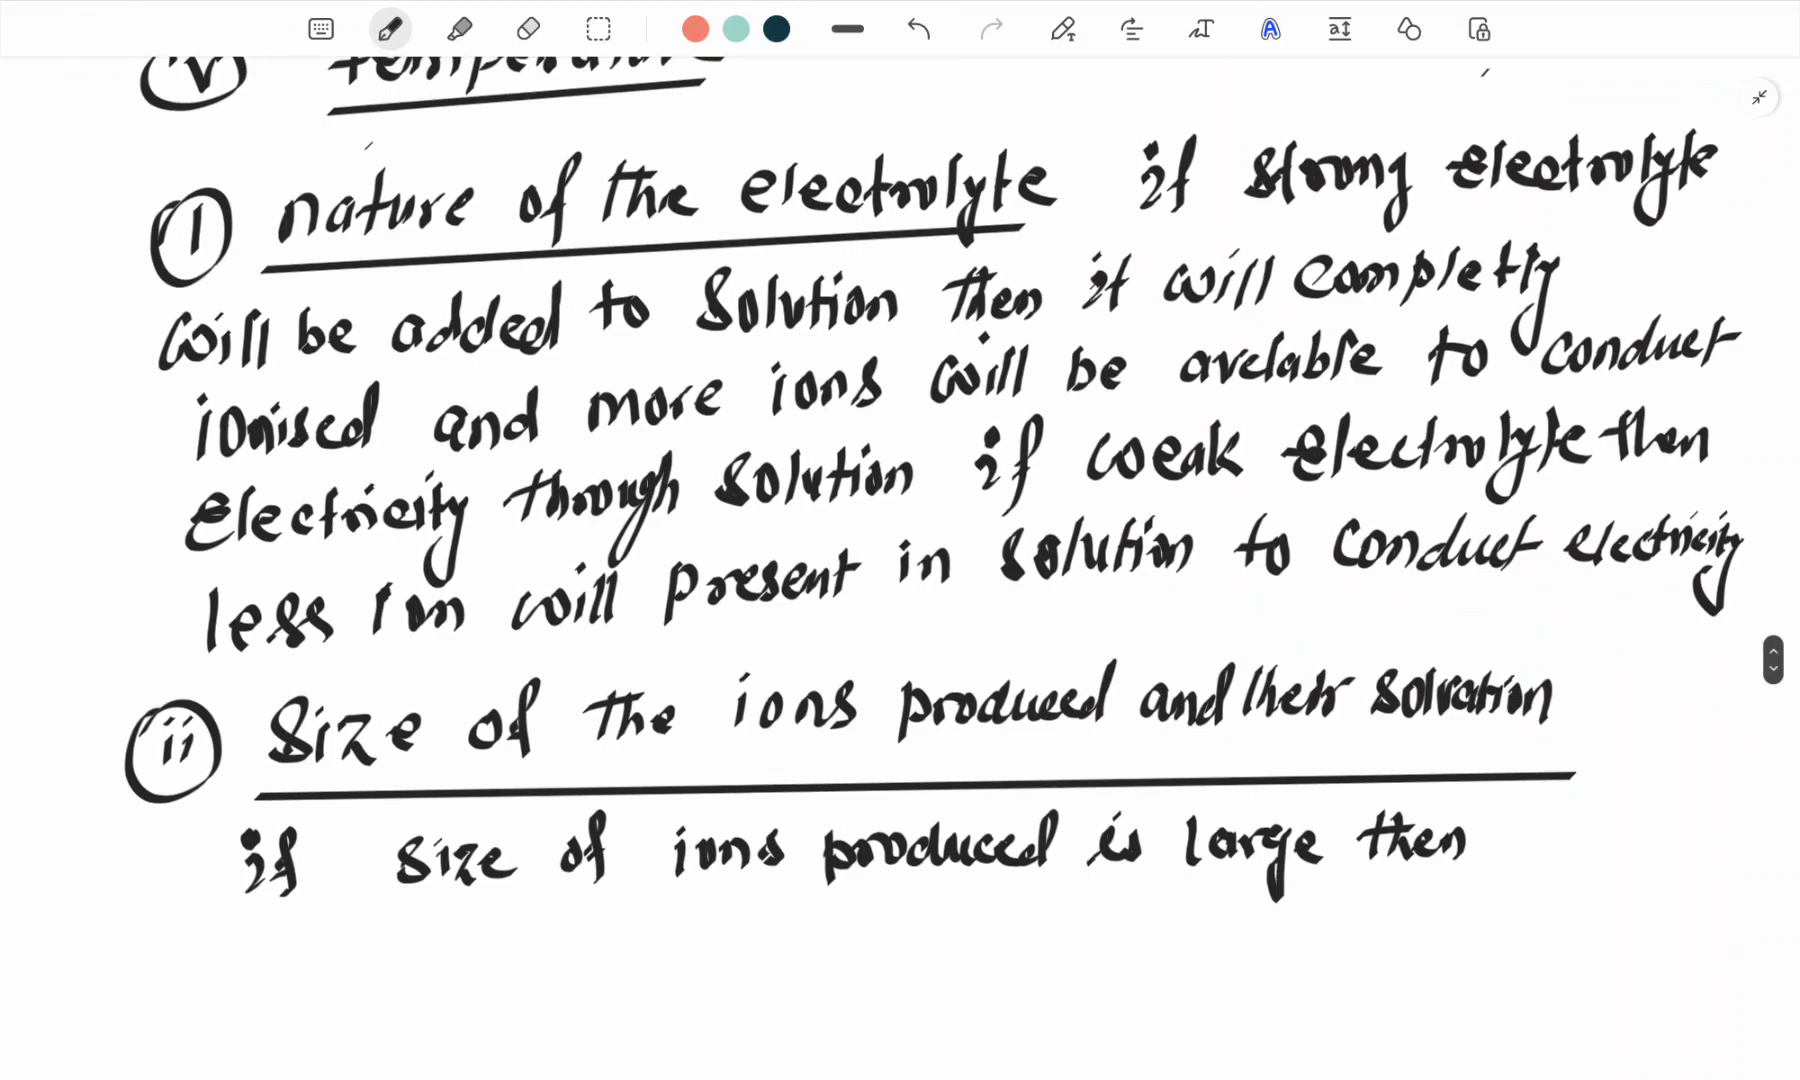 (v) temperature
(i) nature of the electrolyte if strong electrolyte
will be added to solution then it will completly
ionised and more ions will be avelable to conduct
electricity through solution if weak electrolyte then
less ion will present in solution to conduct electricity
(ii) Size of the ions produced and their solvation
if size of ions produced is large then